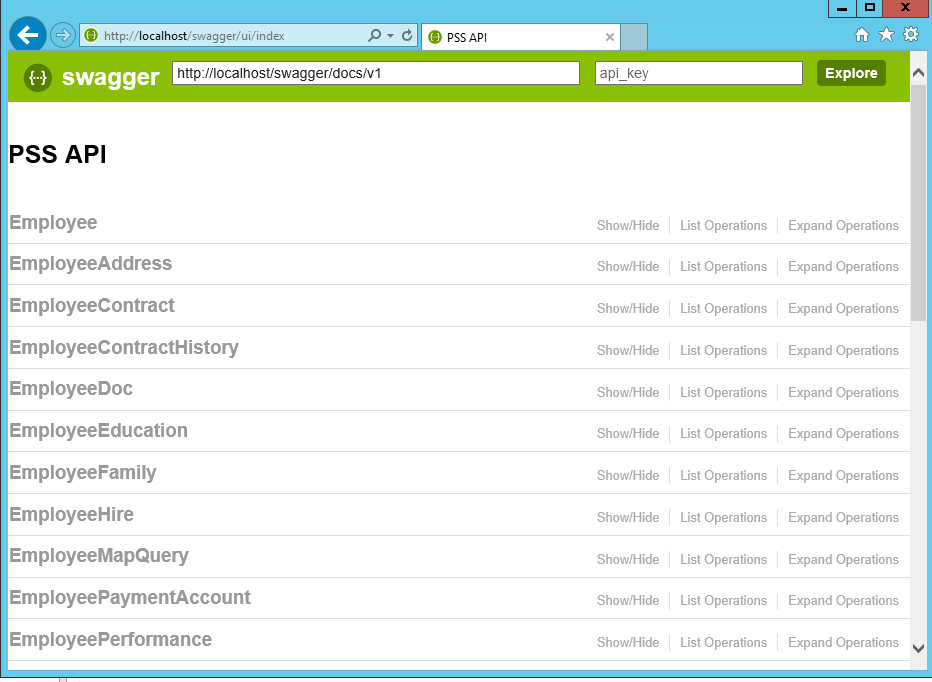 http://localhost/swagger/ui/index PSS API
swagger http://localhost/swagger/docs/v1 api_key Explore
PSS API
Employee Show/Hide List Operations Expand Operations
EmployeeAddress Show/Hide List Operations Expand Operations
EmployeeContract Show/Hide List Operations Expand Operations
EmployeeContractHistory Show/Hide List Operations Expand Operations
EmployeeDoc Show/Hide List Operations Expand Operations
EmployeeEducation Show/Hide List Operations Expand Operations
EmployeeFamily Show/Hide List Operations Expand Operations
EmployeeHire Show/Hide List Operations Expand Operations
EmployeeMapQuery Show/Hide List Operations Expand Operations
EmployeePaymentAccount Show/Hide List Operations Expand Operations
EmployeePerformance Show/Hide List Operations Expand Operations